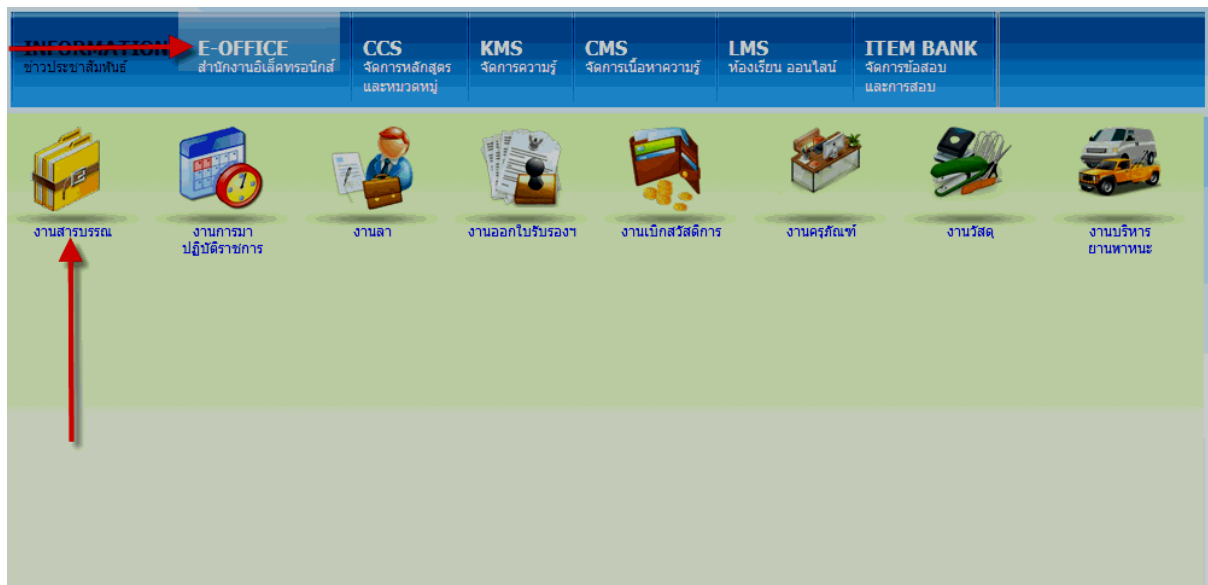 INFORMATION
ข่าวประชาสัมพันธ์
E-OFFICE
สำนักงานอิเล็คทรอนิกส์
CCS
จัดการหลักสูตร
และหมวดหมู่
KMS
จัดการความรู้
CMS
จัดการเนื้อหาความรู้
LMS
ห้องเรียน ออนไลน์
ITEM BANK
จัดการข้อสอบ
และการสอบ
งานสารบรรณ
งานการมา
ปฏิบัติราชการ
งานลา
งานออกใบรับรองฯ
งานเบิกสวัสดิการ
งานครุภัณฑ์
งานวัสดุ
งานบริหาร
ยานพาหนะ